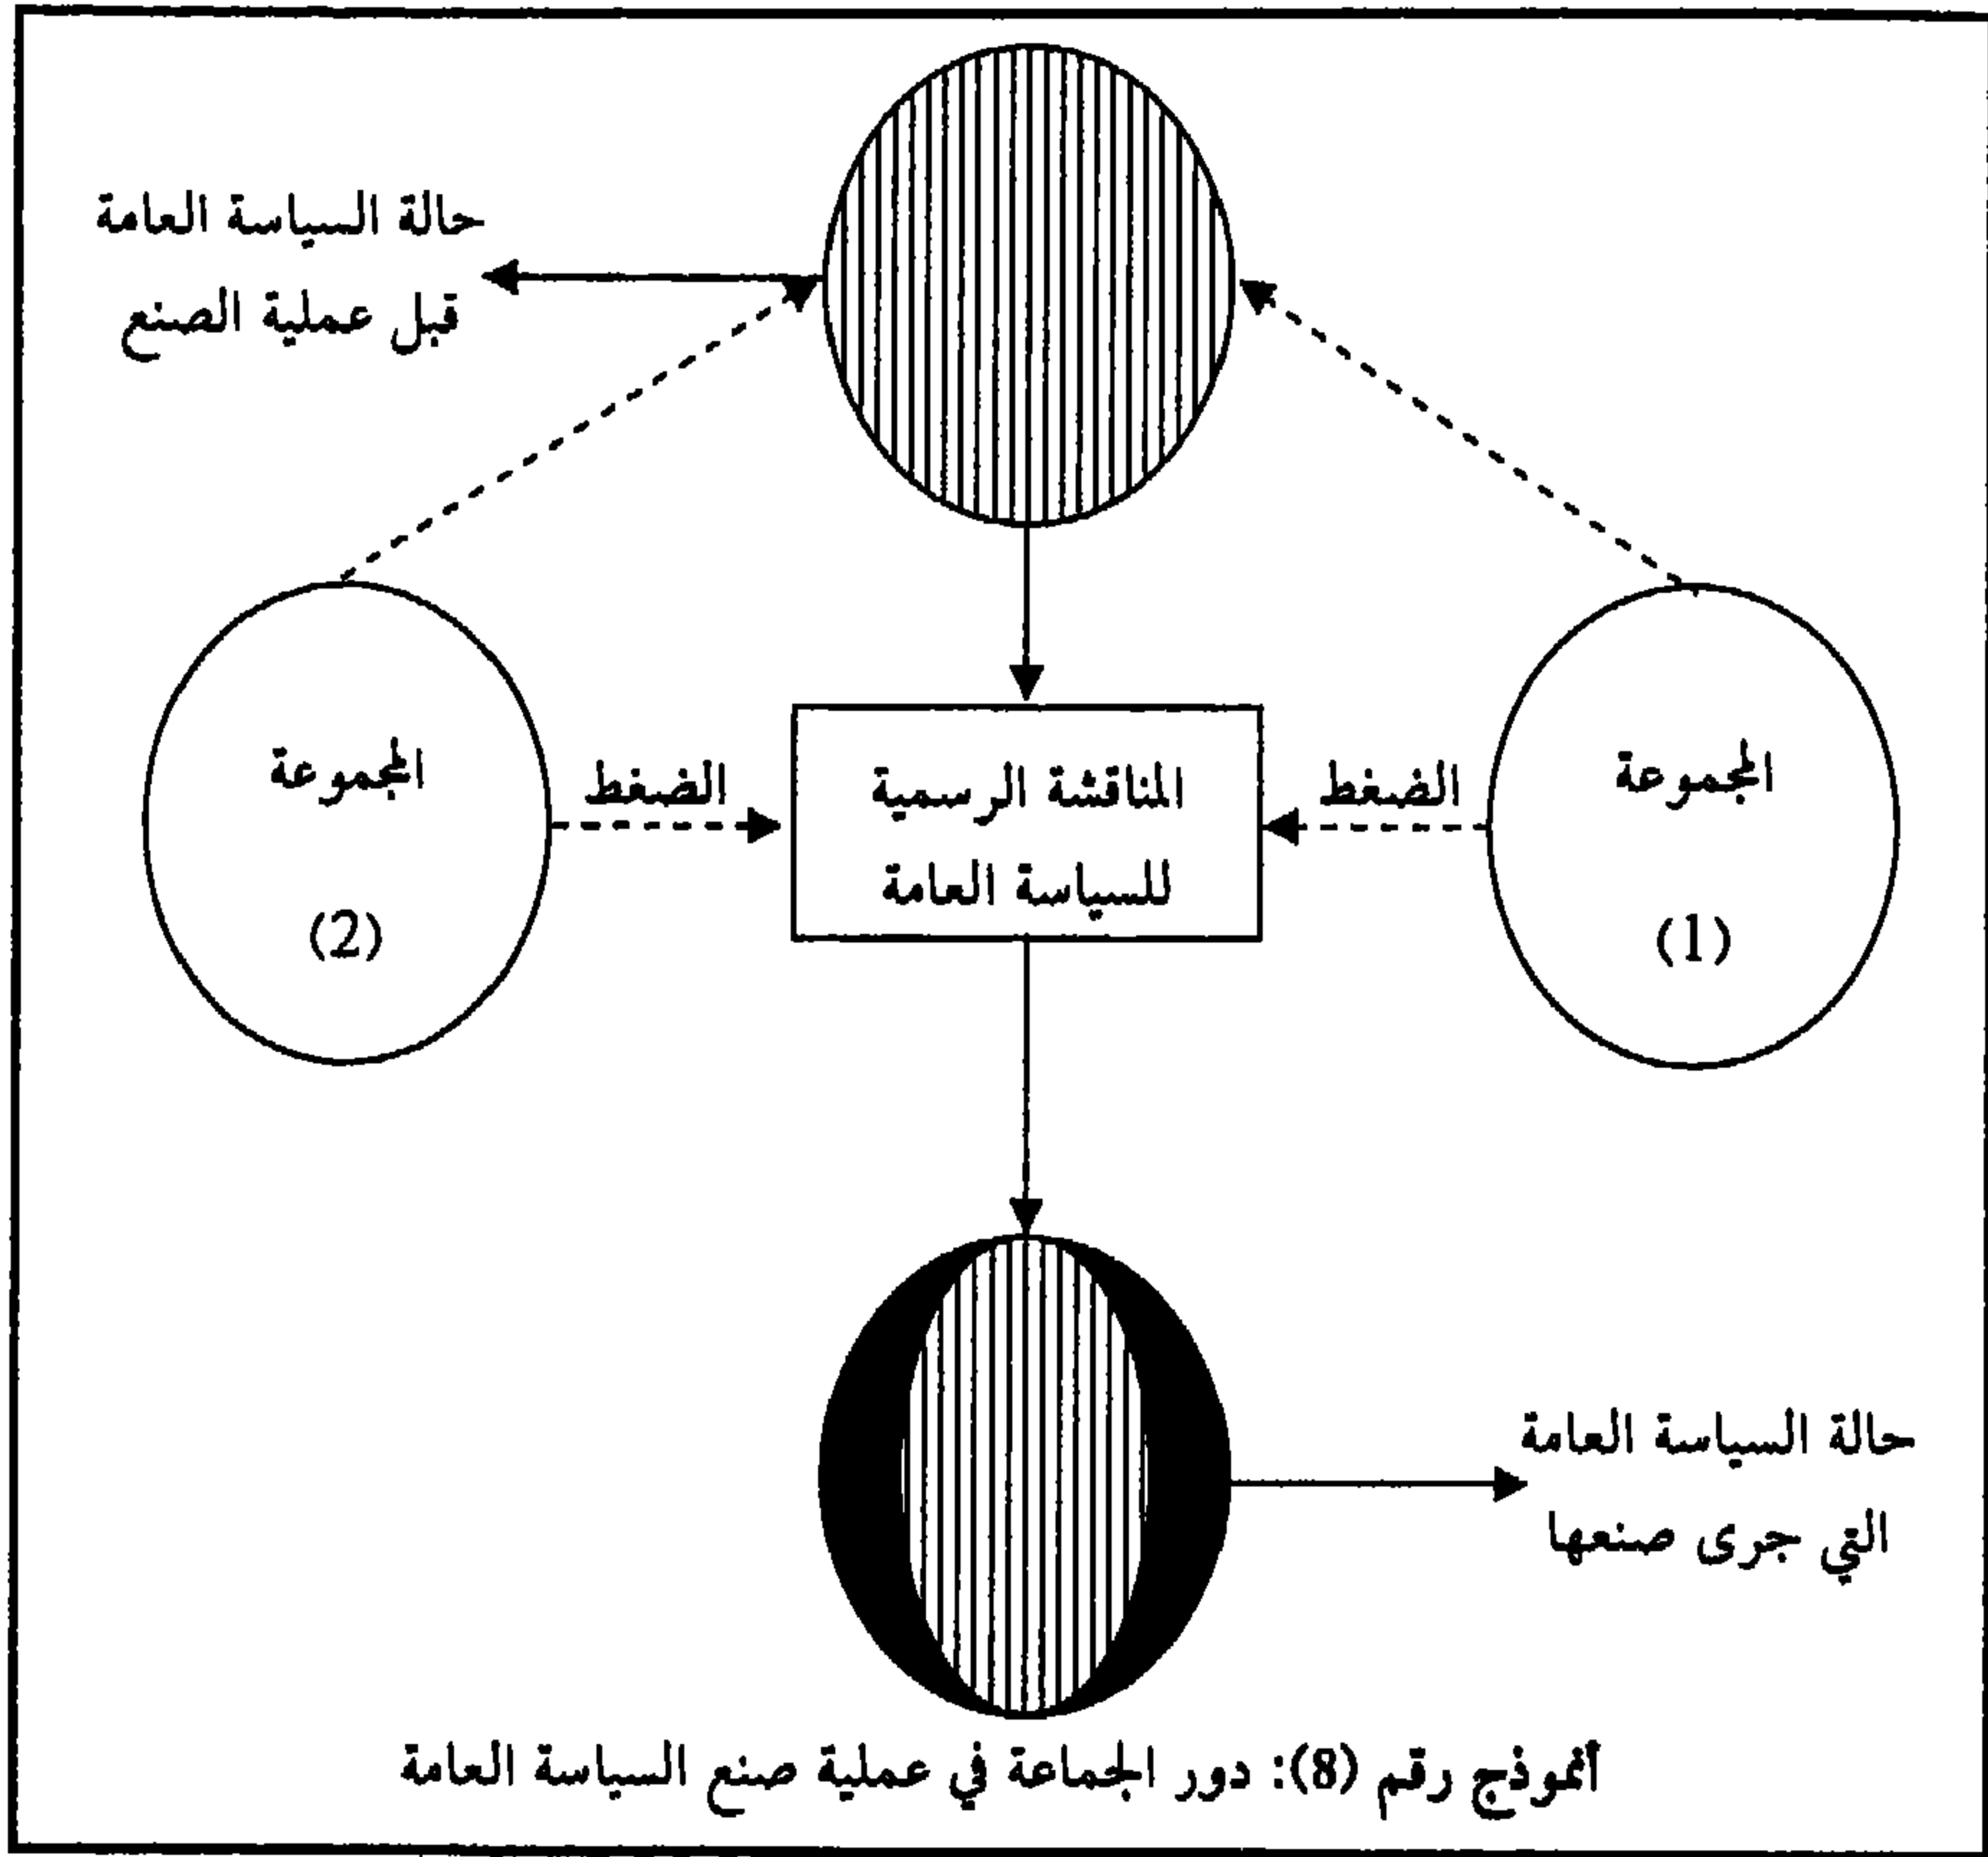 حالة السياسة العامة
قبل عملية الصنع
المجموعة
(1)
الضغط
المناقشة الرسمية
للسياسة العامة
الضغط
المجموعة
(2)
حالة السياسة العامة
التي جرى صنعها
أنموذج رقم (8): دور الجماعة في عملية صنع السياسة العامة